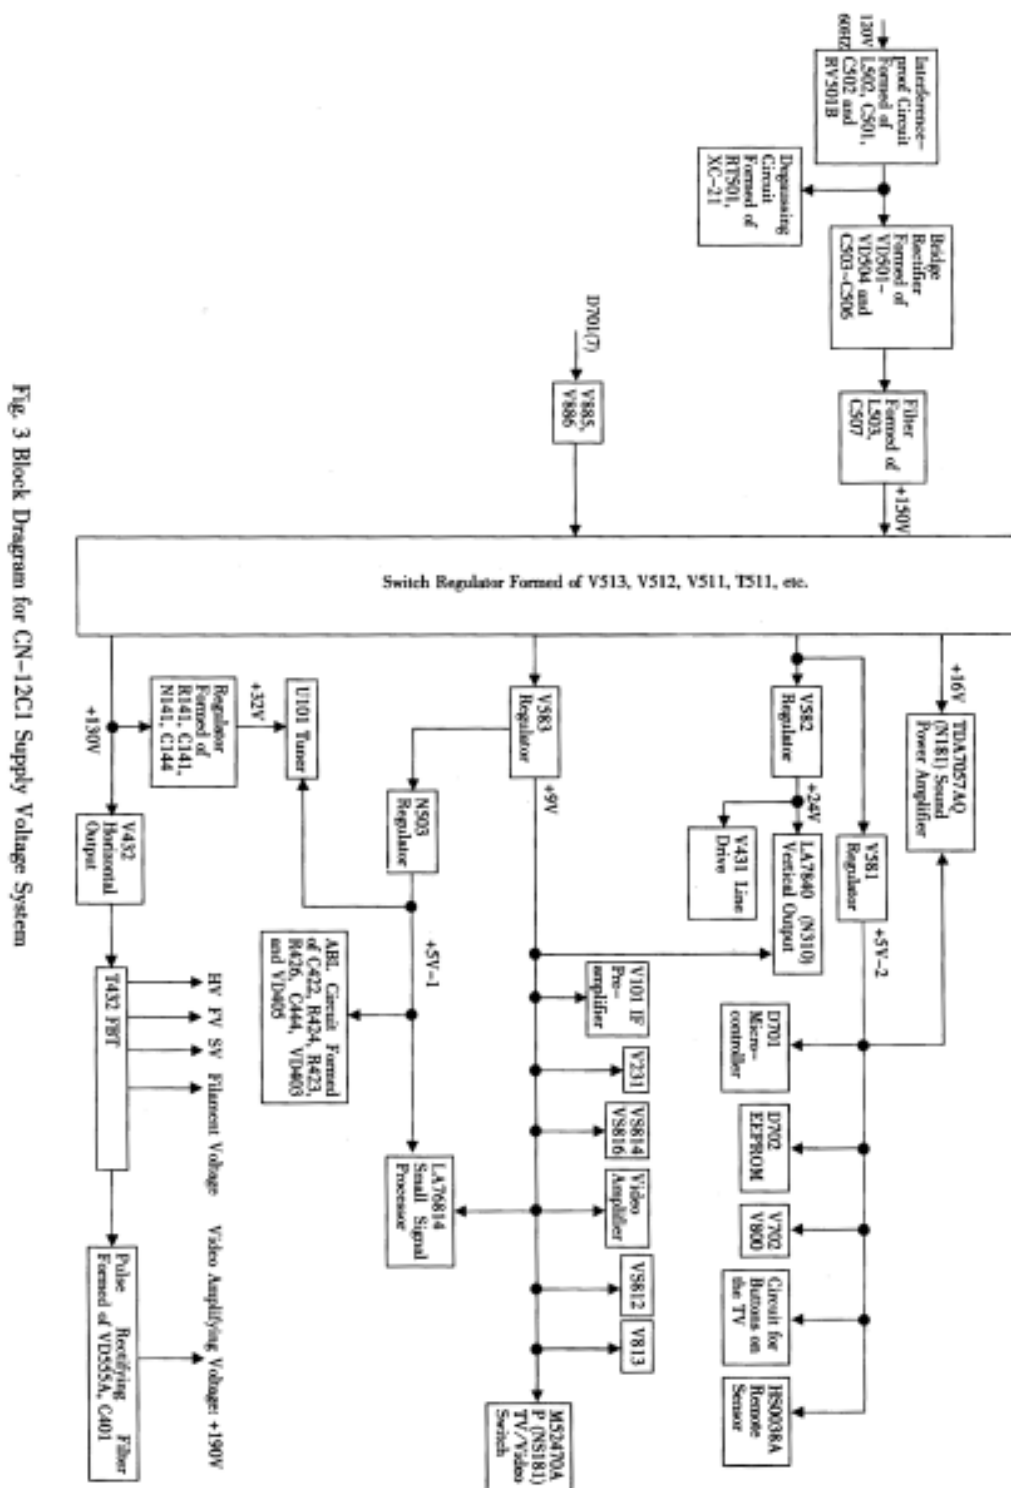 120V
60HZ
Interference-
proof Circuit
Formed of
L502, C501,
C502 and
RV501B
Degaussing
Circuit
Formed of
RT501,
XC-21
Bridge
Rectifier
Formed of
VD501~
VD504 and
C503~C506
Filter
Formed of
L503,
C507
+150V
D701(7)
V885,
V886
Switch Regulator Formed of V513, V512, V511, T511, etc.
+16V
TDA7057AQ
(N181) Sound
Power Amplifier
V581
Regulator
+5V-2
V582
Regulator
+24V
LA7840 (N310)
Vertical Output
V431 Line
Drive
D701
Micro-
controller
D702
EEPROM
V702
V800
Circuit for
Buttons on
the TV
HS0038A
Remote
Sensor
V583
Regulator
+9V
V101 IF
Pre-
amplifier
V231
VS814
VS816
Video
Amplifier
VS812
V813
M52470A
P (NS181)
TV/Video
Switch
N503
Regulator
+5V-1
LA76814
Small Signal
Processor
U101 Tuner
ABL Circuit Formed
of C422, R424, R423,
R426, C444, VD403
and VD405
+32V
Regulator
Formed of
R141, C141,
N141, C144
+130V
V432
Horizontal
Output
T432 FBT
HV FV SV Filament Voltage
Video Amplifying Voltage: +190V
Pulse Rectifying Filter
Formed of VD555A, C401
Fig. 3 Block Dragram for CN-12C1 Supply Voltage System